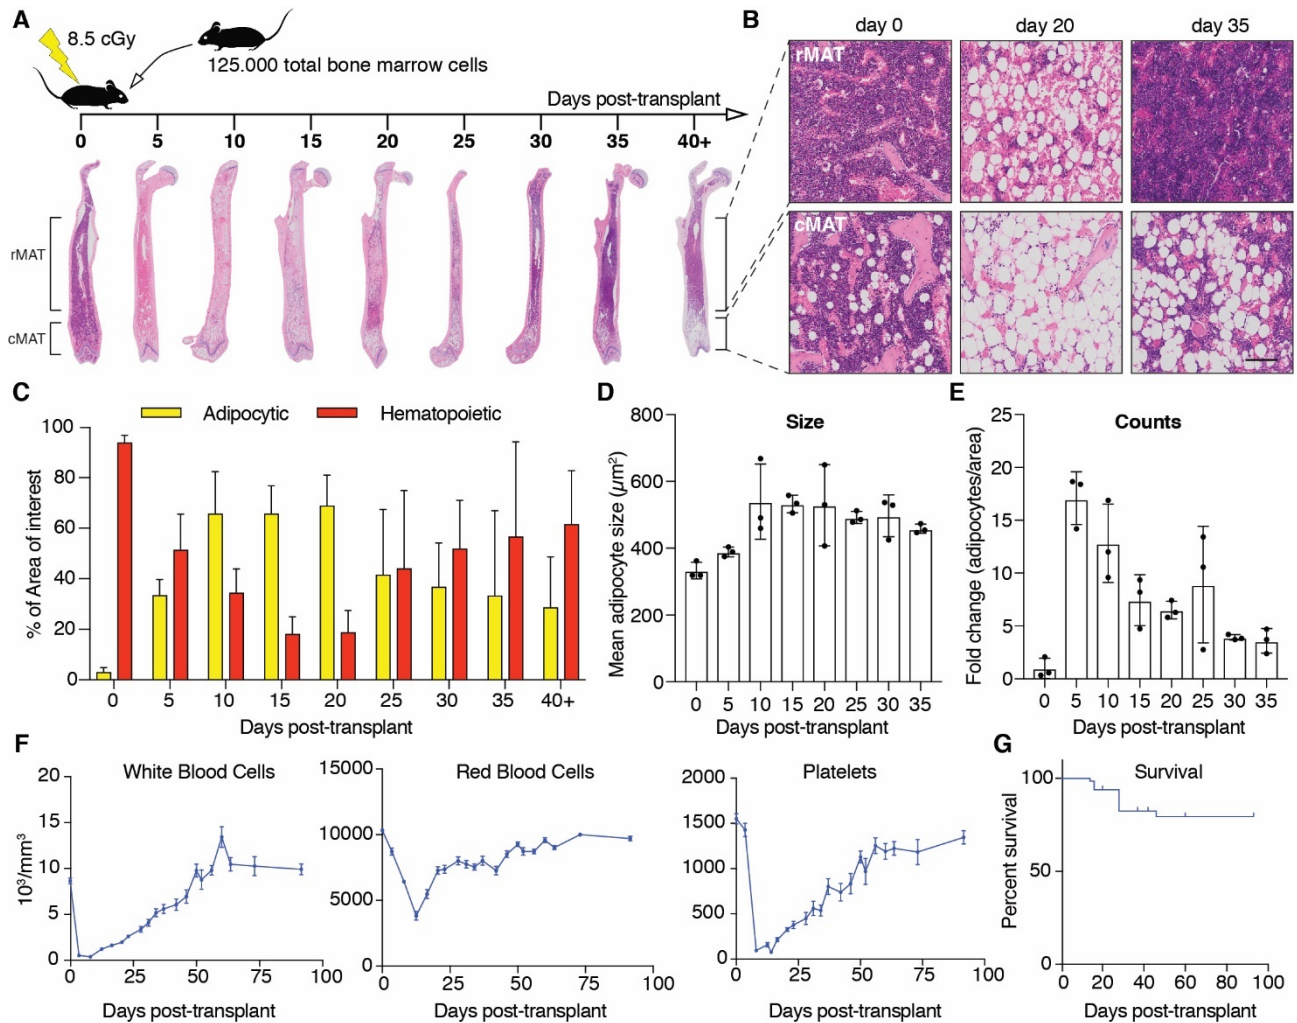 A
8.5 cGy
125.000 total bone marrow cells
Days post-transplant
0 5 10 15 20 25 30 35 40+
rMAT
cMAT
B
day 0 day 20 day 35
rMAT
cMAT
C
Adipocytic Hematopoietic
% of Area of interest
100
80
60
40
20
0
0 5 10 15 20 25 30 35 40+
Days post-transplant
D
Size
Mean adipocyte size (µm²)
800
600
400
200
0
0 5 10 15 20 25 30 35
Days post-transplant
E
Counts
Fold change (adipocytes/area)
25
20
15
10
5
0
0 5 10 15 20 25 30 35
Days post-transplant
F
White Blood Cells
10³/mm³
20
15
10
5
0
0 25 50 75 100
Days post-transplant
Red Blood Cells
15000
10000
5000
0
0 25 50 75 100
Days post-transplant
Platelets
2000
1500
1000
500
0
0 25 50 75 100
Days post-transplant
G
Survival
Percent survival
100
50
0
0 20 40 60 80 100
Days post-transplant